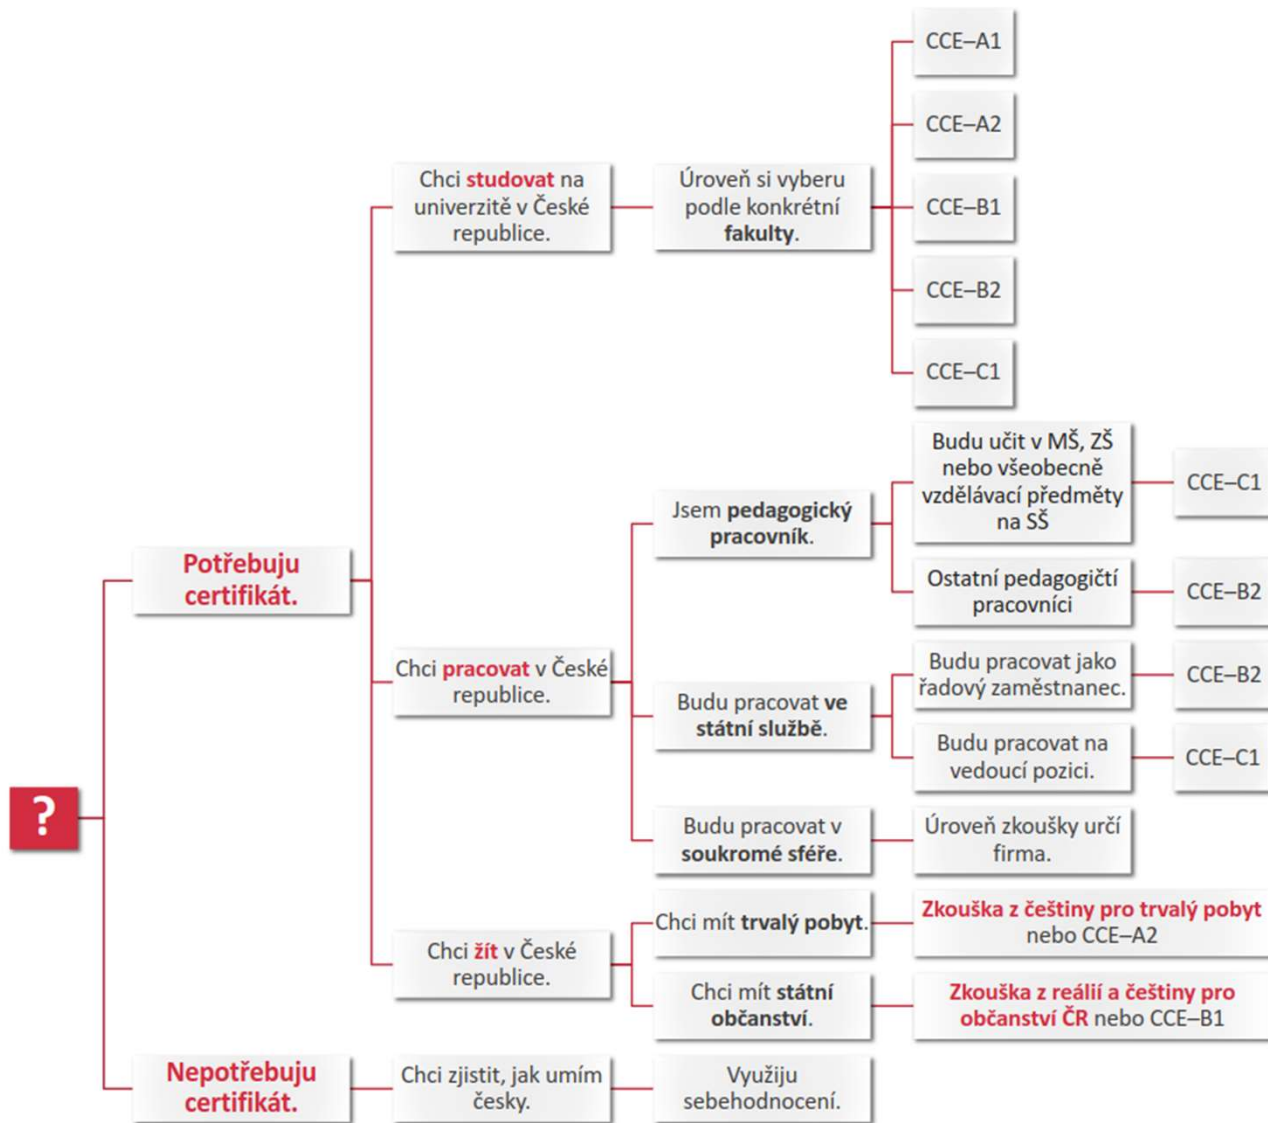 ?
Potřebuju
certifikát.
Chci studovat na
univerzitě v České
republice.
Úroveň si vyberu
podle konkrétní
fakulty.
CCE–A1
CCE–A2
CCE–B1
CCE–B2
CCE–C1
Chci pracovat v České
republice.
Jsem pedagogický
pracovník.
Budu učit v MŠ, ZŠ
nebo všeobecně
vzdělávací předměty
na SŠ
CCE–C1
Ostatní pedagogičtí
pracovníci
CCE–B2
Budu pracovat ve
státní službě.
Budu pracovat jako
řadový zaměstnanec.
CCE–B2
Budu pracovat na
vedoucí pozici.
CCE–C1
Budu pracovat v
soukromé sféře.
Úroveň zkoušky určí
firma.
Chci žít v České
republice.
Chci mít trvalý pobyt.
Zkouška z češtiny pro trvalý pobyt
nebo CCE–A2
Chci mít státní
občanství.
Zkouška z reálií a češtiny pro
občanství ČR nebo CCE–B1
Nepotřebuju
certifikát.
Chci zjistit, jak umím
česky.
Využiju
sebehodnocení.